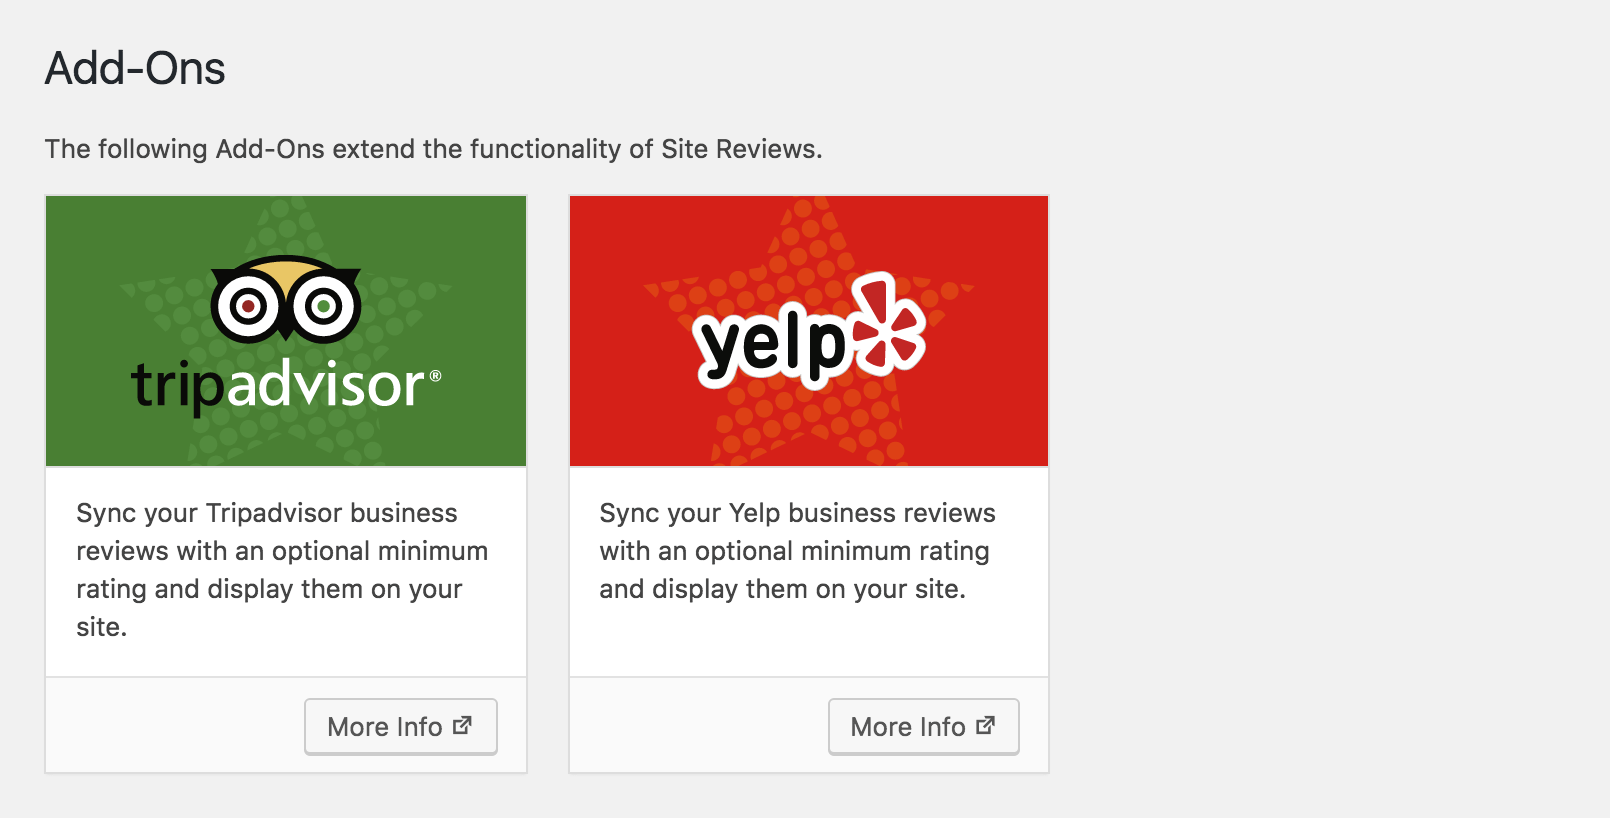 Add-Ons
The following Add-Ons extend the functionality of Site Reviews.
tripadvisor®
Sync your Tripadvisor business
reviews with an optional minimum
rating and display them on your
site.
More Info
yelp
Sync your Yelp business reviews
with an optional minimum rating
and display them on your site.
More Info